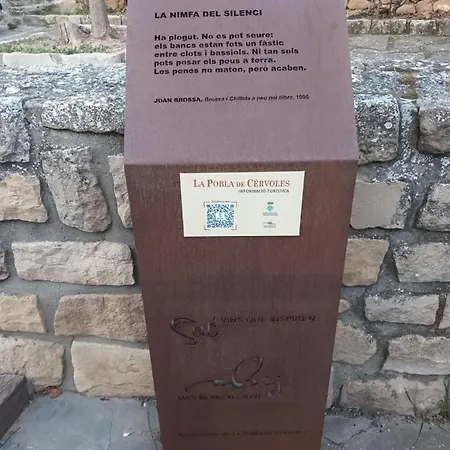 LA NIMFA DEL SILENCI
Ha plogut. No es pot seure:
els bancs estan fets un fàstic
entre clots i bassiols. Ni tan sols
pots posar els peus a terra.
Les penes no maton, però acaben.
JOAN BROSSA, Brossa i Chillida a peu pel llibre, 1996
LA POBLA DE CÉRVOLES
INFORMACIÓ TURÍSTICA
VINS QUE INSPIREN